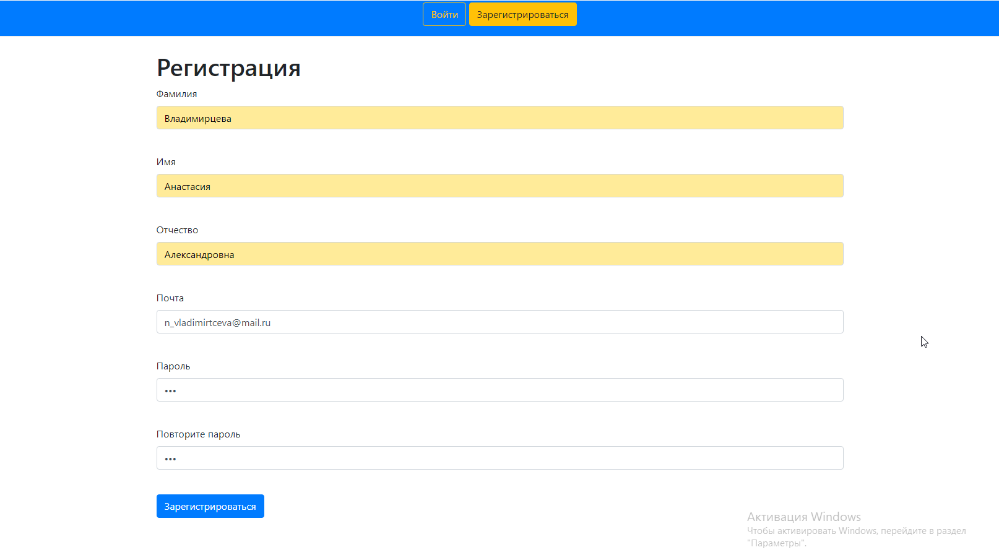 Войти Зарегистрироваться
Регистрация
Фамилия
Владимирцева
Имя
Анастасия
Отчество
Александровна
Почта
n_vladimirtceva@mail.ru
Пароль
•••
Повторите пароль
•••
Зарегистрироваться
Активация Windows
Чтобы активировать Windows, перейдите в раздел
"Параметры".